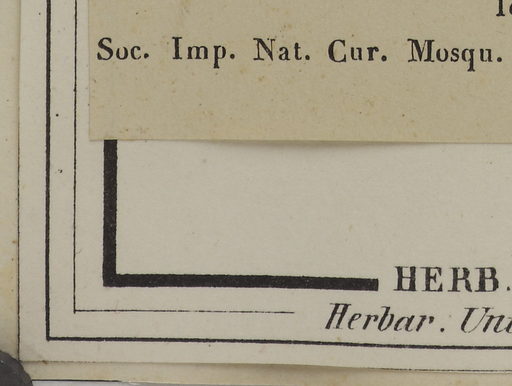 Soc. Imp. Nat. Cur. Mosqu.
HERB.
Herbar.